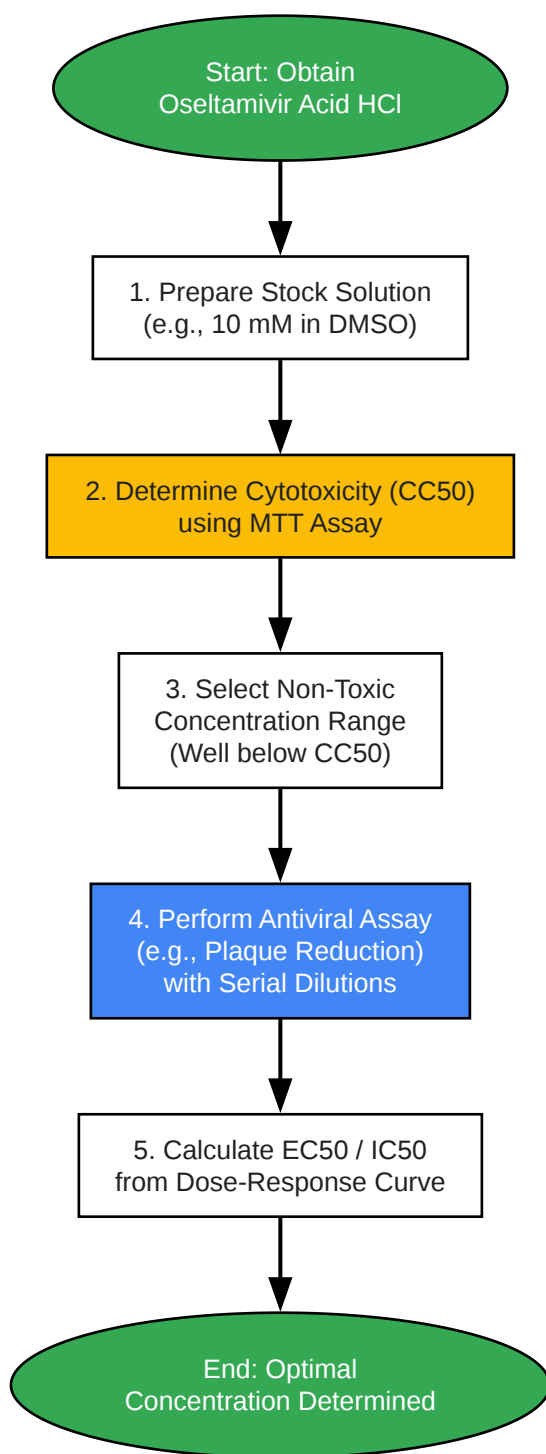 Start: Obtain
Oseltamivir Acid HCl
1. Prepare Stock Solution
(e.g., 10 mM in DMSO)
2. Determine Cytotoxicity (CC50)
using MTT Assay
3. Select Non-Toxic
Concentration Range
(Well below CC50)
4. Perform Antiviral Assay
(e.g., Plaque Reduction)
with Serial Dilutions
5. Calculate EC50 / IC50
from Dose-Response Curve
End: Optimal
Concentration Determined